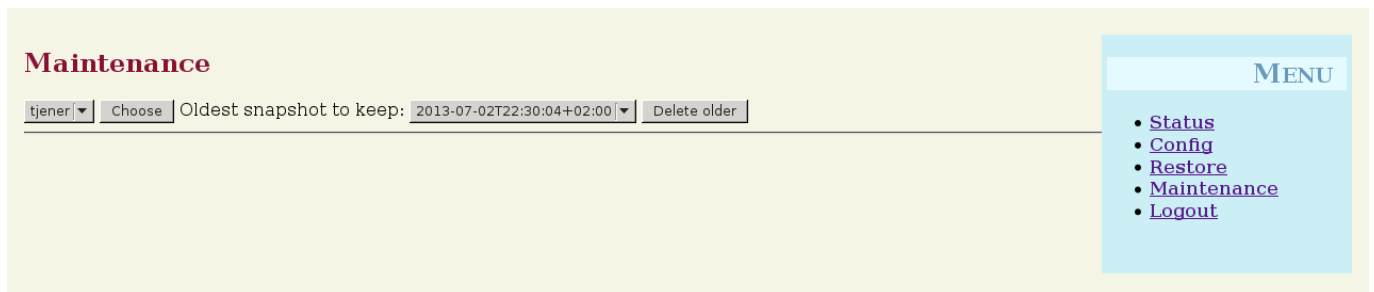 Maintenance
tjener Choose Oldest snapshot to keep: 2013-07-02T22:30:04+02:00 Delete older
MENU
Status
Config
Restore
Maintenance
Logout